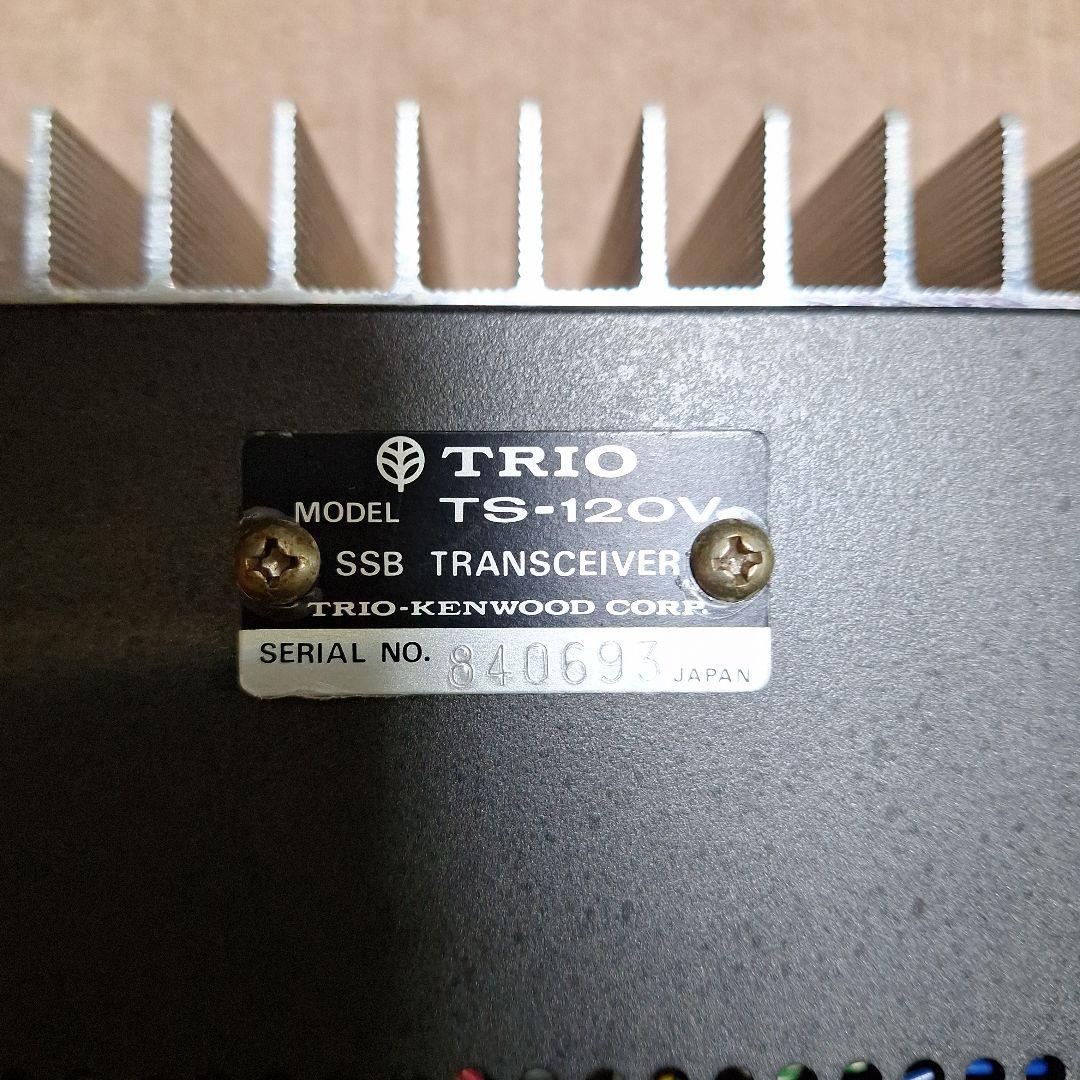 TRIO
MODEL TS-120V
SSB TRANSCEIVER
TRIO-KENWOOD CORP.
SERIAL NO. 840693 JAPAN